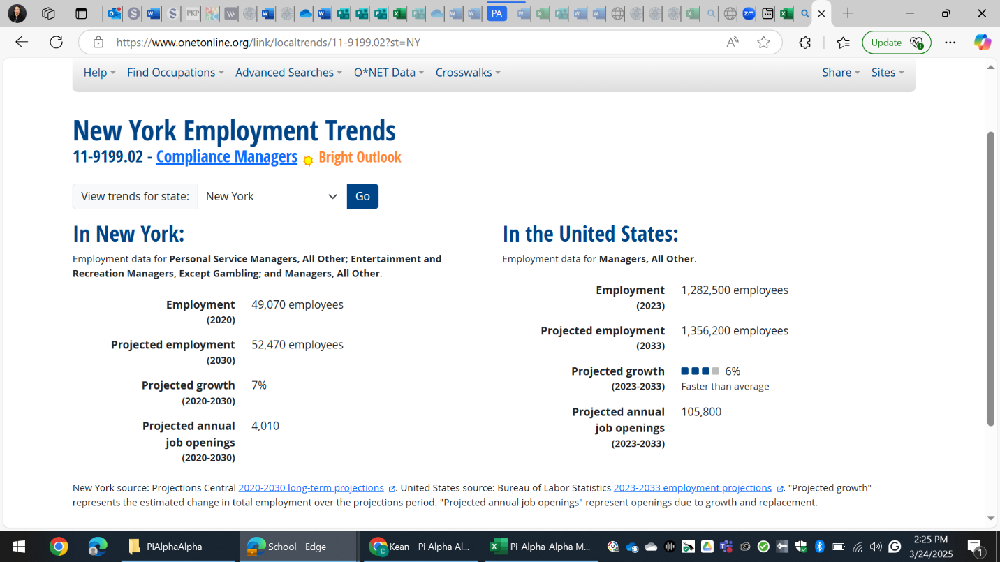 PKP
PA
zm
https://www.onetonline.org/link/localtrends/11-9199.02?st=NY
Update
Help
Find Occupations
Advanced Searches
O*NET Data
Crosswalks
Share
Sites
New York Employment Trends
11-9199.02 - Compliance Managers Bright Outlook
View trends for state: New York Go
In New York:
Employment data for Personal Service Managers, All Other; Entertainment and
Recreation Managers, Except Gambling; and Managers, All Other.
Employment 49,070 employees
(2020)
Projected employment 52,470 employees
(2030)
Projected growth 7%
(2020-2030)
Projected annual 4,010
job openings
(2020-2030)
In the United States:
Employment data for Managers, All Other.
Employment 1,282,500 employees
(2023)
Projected employment 1,356,200 employees
(2033)
Projected growth 6%
(2023-2033) Faster than average
Projected annual 105,800
job openings
(2023-2033)
New York source: Projections Central 2020-2030 long-term projections . United States source: Bureau of Labor Statistics 2023-2033 employment projections . "Projected growth"
represents the estimated change in total employment over the projections period. "Projected annual job openings" represent openings due to growth and replacement.
PiAlphaAlpha
School - Edge
Kean - Pi Alpha Al...
Pi-Alpha-Alpha M...
2:25 PM
3/24/2025
1